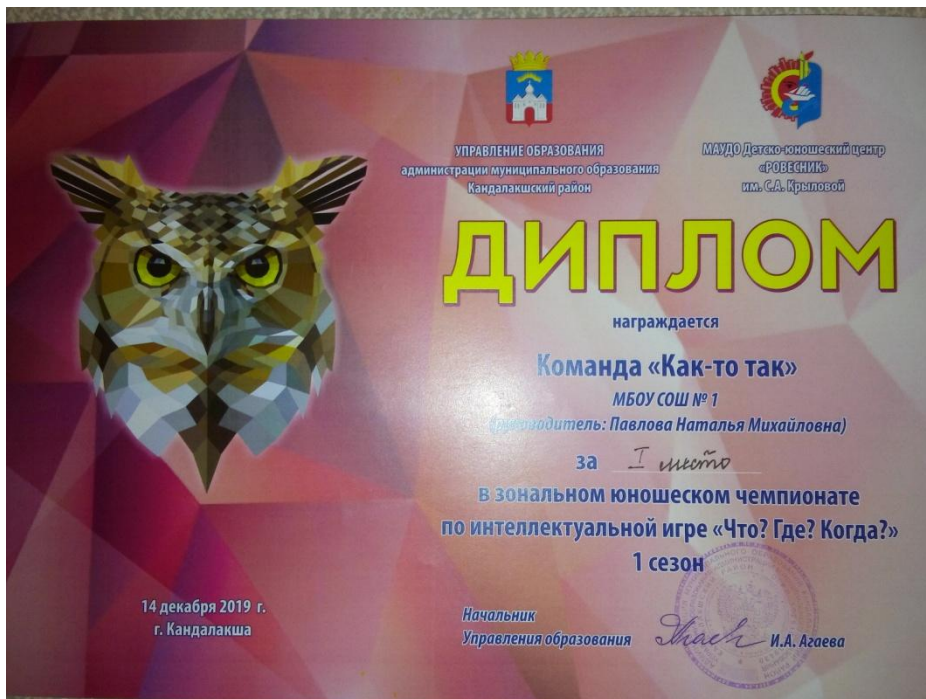 УПРАВЛЕНИЕ ОБРАЗОВАНИЯ
администрации муниципального образования
Кандалакшский район
МАУДО Детско-юношеский центр
«РОВЕСНИК»
им. С.А. Крыловой
ДИПЛОМ
награждается
Команда «Как-то так»
МБОУ СОШ № 1
(руководитель: Павлова Наталья Михайловна)
за I место
в зональном юношеском чемпионате
по интеллектуальной игре «Что? Где? Когда?»
1 сезон
14 декабря 2019 г.
г. Кандалакша
Начальник
Управления образования И.А. Агаева